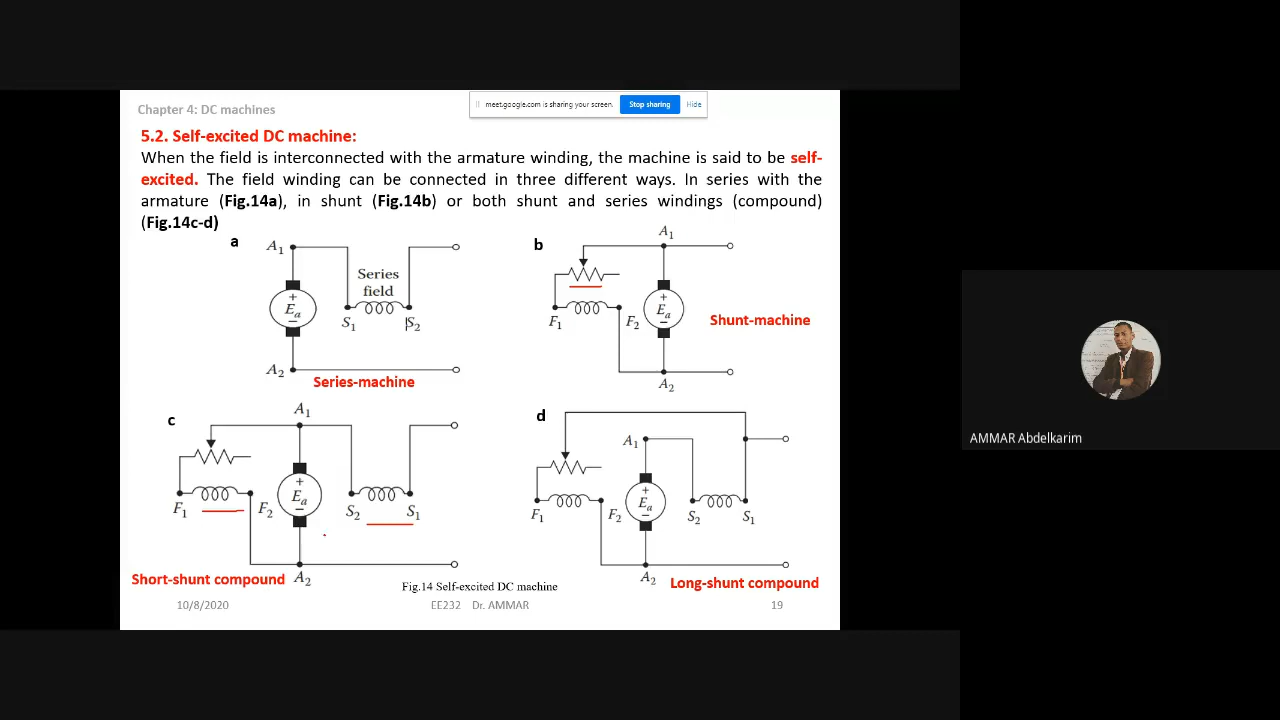 Chapter 4: DC machines
meet.google.com is sharing your screen. Stop sharing Hide
5.2. Self-excited DC machine:
When the field is interconnected with the armature winding, the machine is said to be self-
excited. The field winding can be connected in three different ways. In series with the
armature (Fig.14a), in shunt (Fig.14b) or both shunt and series windings (compound)
(Fig.14c-d)
a
A1
Series
field
+
Ea
−
S1 S2
A2
Series-machine
b
A1
+
Ea
−
F1 F2
Shunt-machine
A2
c
A1
+
Ea
−
F1 F2 S2 S1
Short-shunt compound A2
d
A1
+
Ea
−
F1 F2 S2 S1
A2 Long-shunt compound
Fig.14 Self-excited DC machine
10/8/2020 EE232 Dr. AMMAR 19
AMMAR Abdelkarim